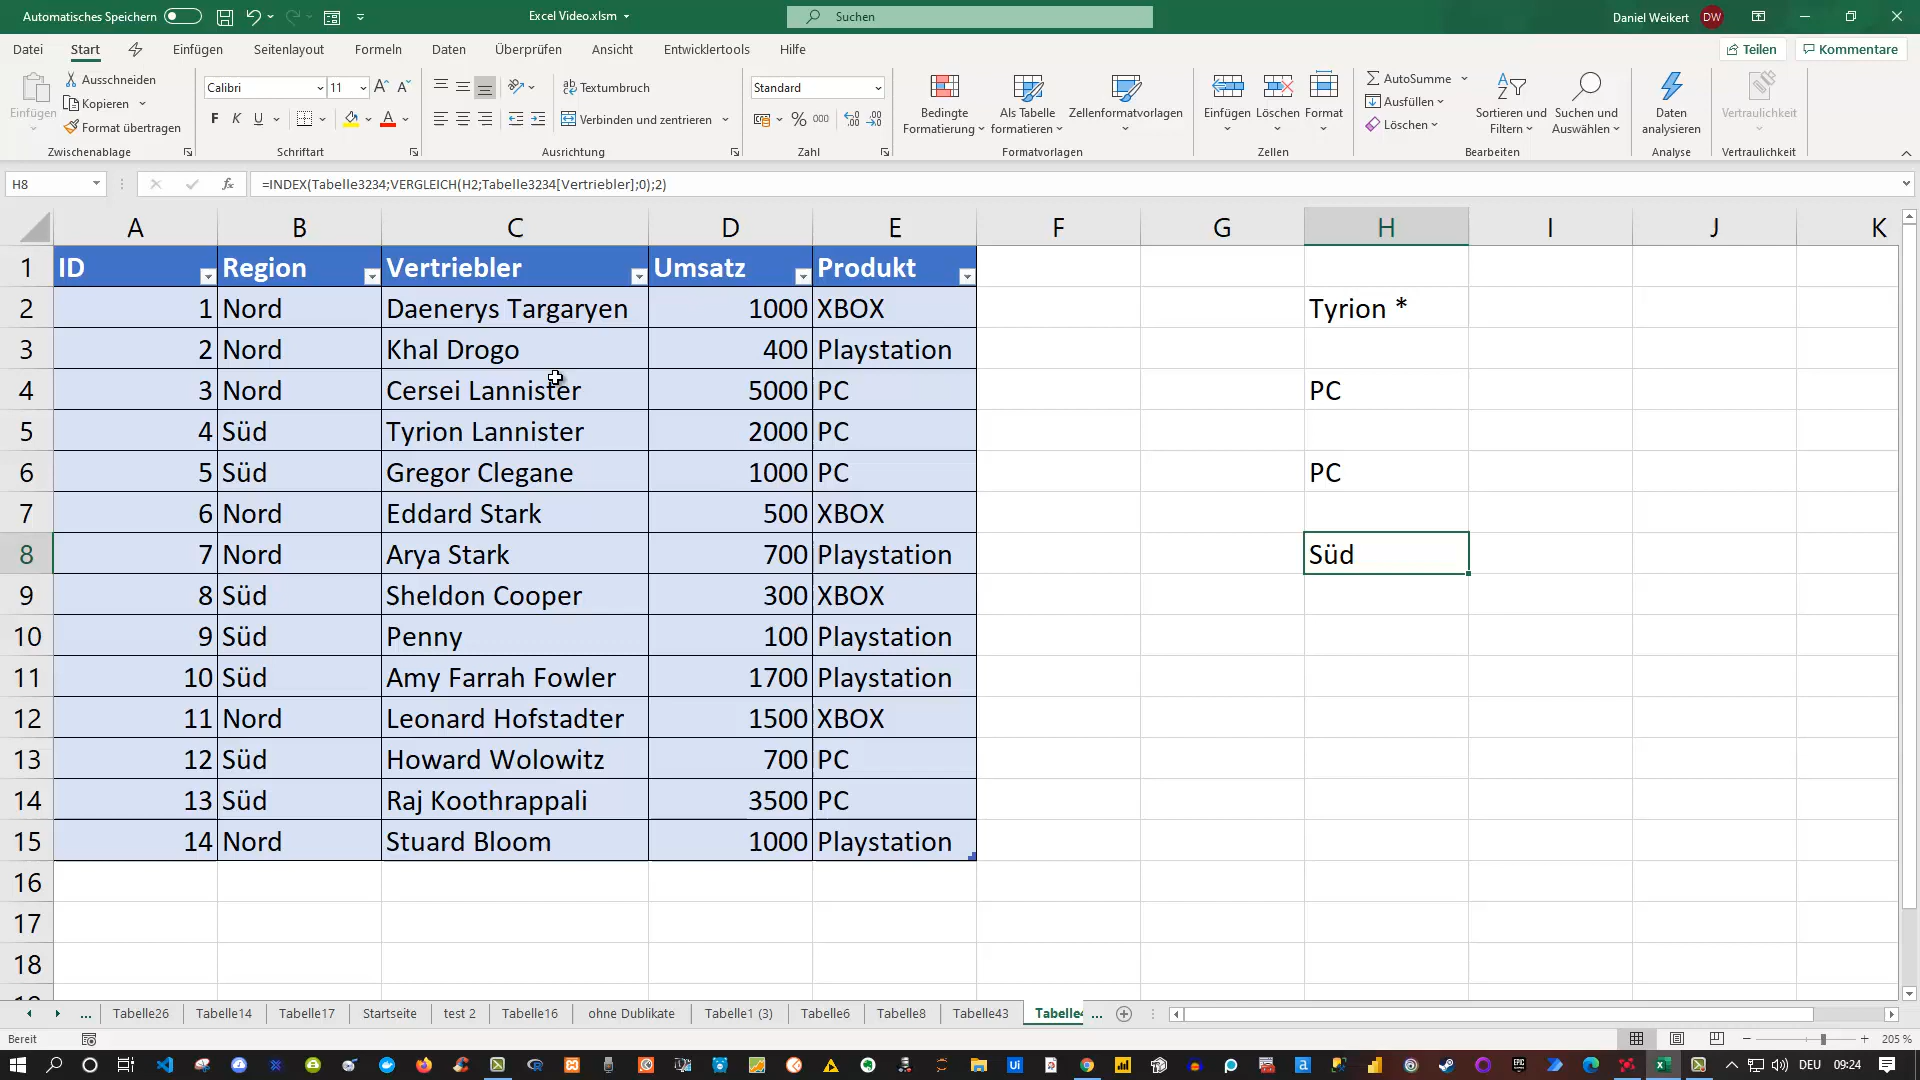 Automatisches Speichern
Excel Video.xlsm
Suchen
Daniel Weikert
DW
Datei
Start
Einfügen
Seitenlayout
Formeln
Daten
Überprüfen
Ansicht
Entwicklertools
Hilfe
Teilen
Kommentare
Einfügen
Ausschneiden
Kopieren
Format übertragen
Zwischenablage
Calibri
11
F K U
Schriftart
Textumbruch
Verbinden und zentrieren
Ausrichtung
Standard
% 000
Zahl
Bedingte Formatierung
Als Tabelle formatieren
Zellenformatvorlagen
Formatvorlagen
Einfügen
Löschen
Format
Zellen
AutoSumme
Ausfüllen
Löschen
Sortieren und Filtern
Suchen und Auswählen
Bearbeiten
Daten analysieren
Analyse
Vertraulichkeit
Vertraulichkeit
H8
fx
=INDEX(Tabelle3234;VERGLEICH(H2;Tabelle3234[Vertriebler];0);2)
A B C D E F G H I J K
1 ID Region Vertriebler Umsatz Produkt
2 1 Nord Daenerys Targaryen 1000 XBOX Tyrion *
3 2 Nord Khal Drogo 400 Playstation
4 3 Nord Cersei Lannister 5000 PC PC
5 4 Süd Tyrion Lannister 2000 PC
6 5 Süd Gregor Clegane 1000 PC PC
7 6 Nord Eddard Stark 500 XBOX
8 7 Nord Arya Stark 700 Playstation Süd
9 8 Süd Sheldon Cooper 300 XBOX
10 9 Süd Penny 100 Playstation
11 10 Süd Amy Farrah Fowler 1700 Playstation
12 11 Nord Leonard Hofstadter 1500 XBOX
13 12 Süd Howard Wolowitz 700 PC
14 13 Süd Raj Koothrappali 3500 PC
15 14 Nord Stuard Bloom 1000 Playstation
16
17
18
... Tabelle26 Tabelle14 Tabelle17 Startseite test 2 Tabelle16 ohne Dublikate Tabelle1 (3) Tabelle6 Tabelle8 Tabelle43 Tabelle4 ...
Bereit
205 %
DEU
09:24